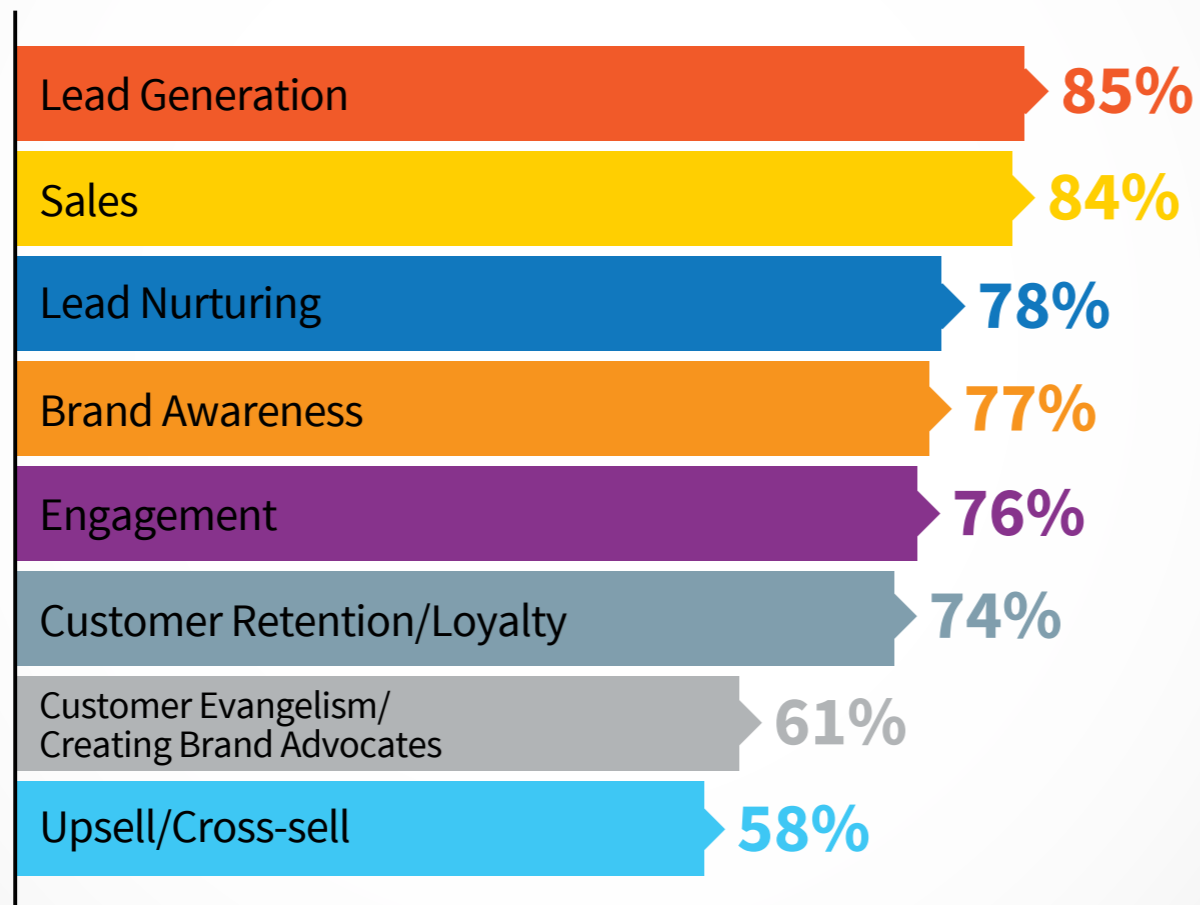 Lead Generation 85%
Sales 84%
Lead Nurturing 78%
Brand Awareness 77%
Engagement 76%
Customer Retention/Loyalty 74%
Customer Evangelism/
Creating Brand Advocates 61%
Upsell/Cross-sell 58%